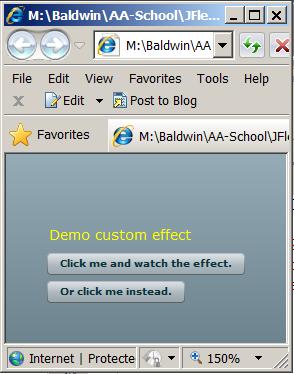 M:\Baldwin\AA-School\JFle
M:\Baldwin\AA
File Edit View Favorites Tools Help
x Edit Post to Blog
Favorites M:\Baldwin\AA-School\JFle
Demo custom effect
Click me and watch the effect.
Or click me instead.
Internet | Protecte 150%